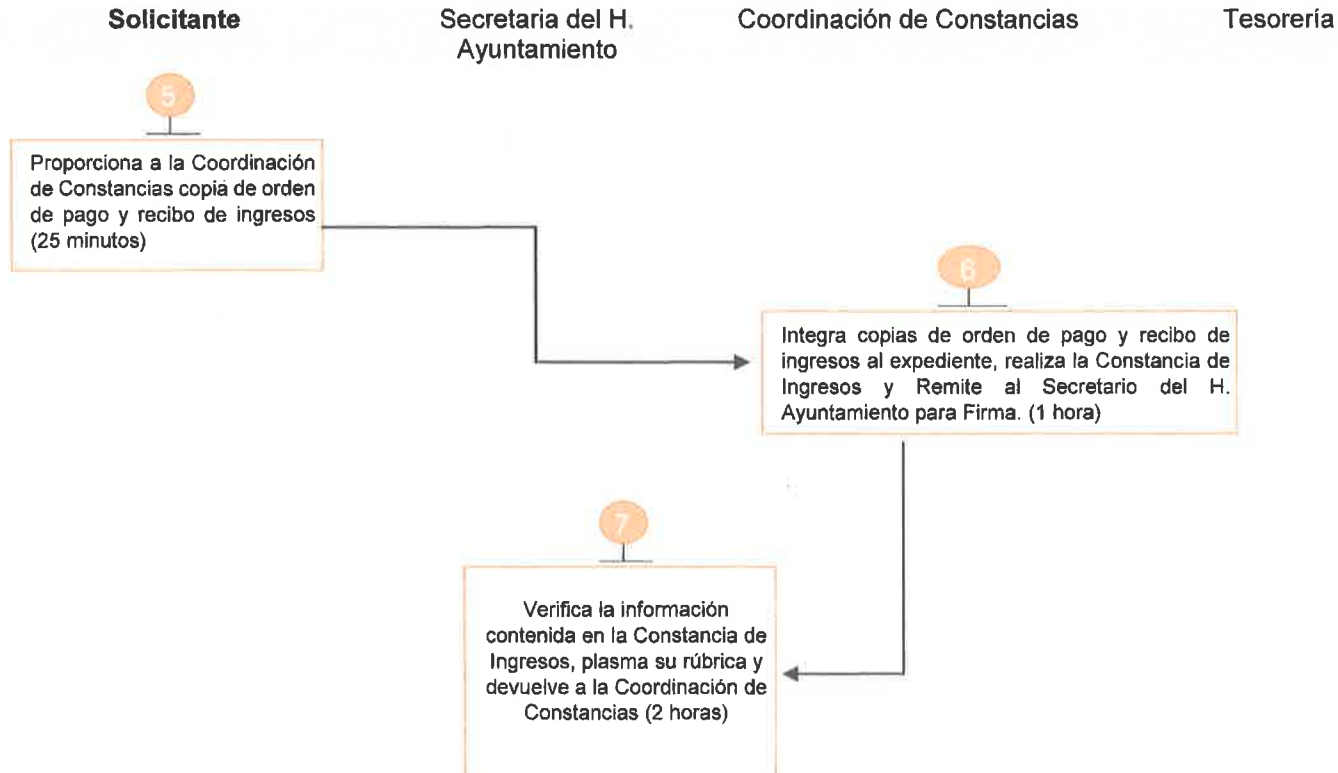 Solicitante
Secretaria del H.
Ayuntamiento
Coordinación de Constancias
Tesorería
5
Proporciona a la Coordinación
de Constancias copia de orden
de pago y recibo de ingresos
(25 minutos)
6
Integra copias de orden de pago y recibo de
ingresos al expediente, realiza la Constancia de
Ingresos y Remite al Secretario del H.
Ayuntamiento para Firma. (1 hora)
7
Verifica la información
contenida en la Constancia de
Ingresos, plasma su rúbrica y
devuelve a la Coordinación de
Constancias (2 horas)